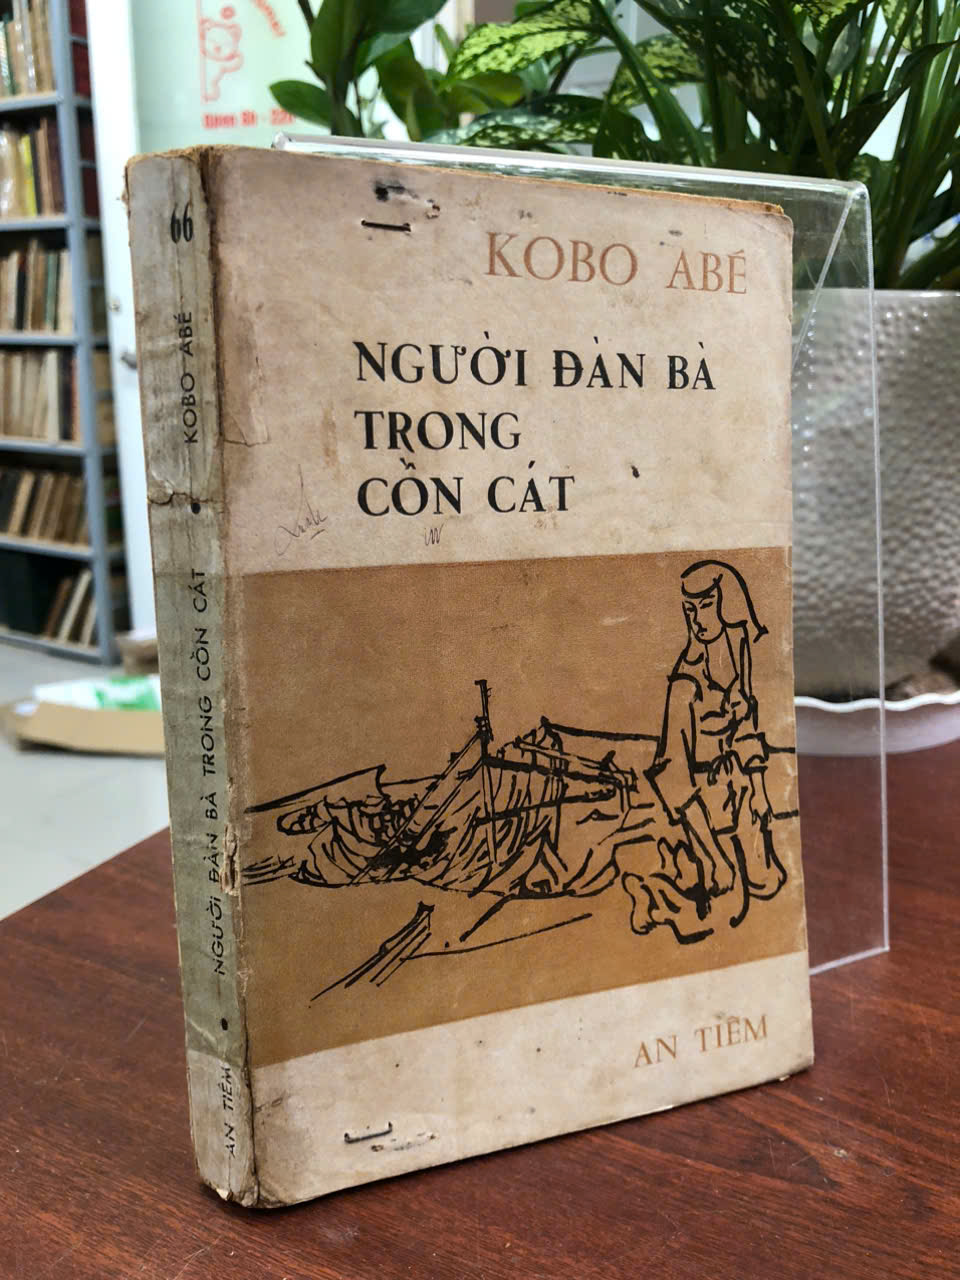 KOBO ABÉ
NGƯỜI ĐÀN BÀ
TRONG
CỒN CÁT
AN TIÊM
66
KOBO ABÉ
NGƯỜI ĐÀN BÀ TRONG CỒN CÁT
AN TIÊM